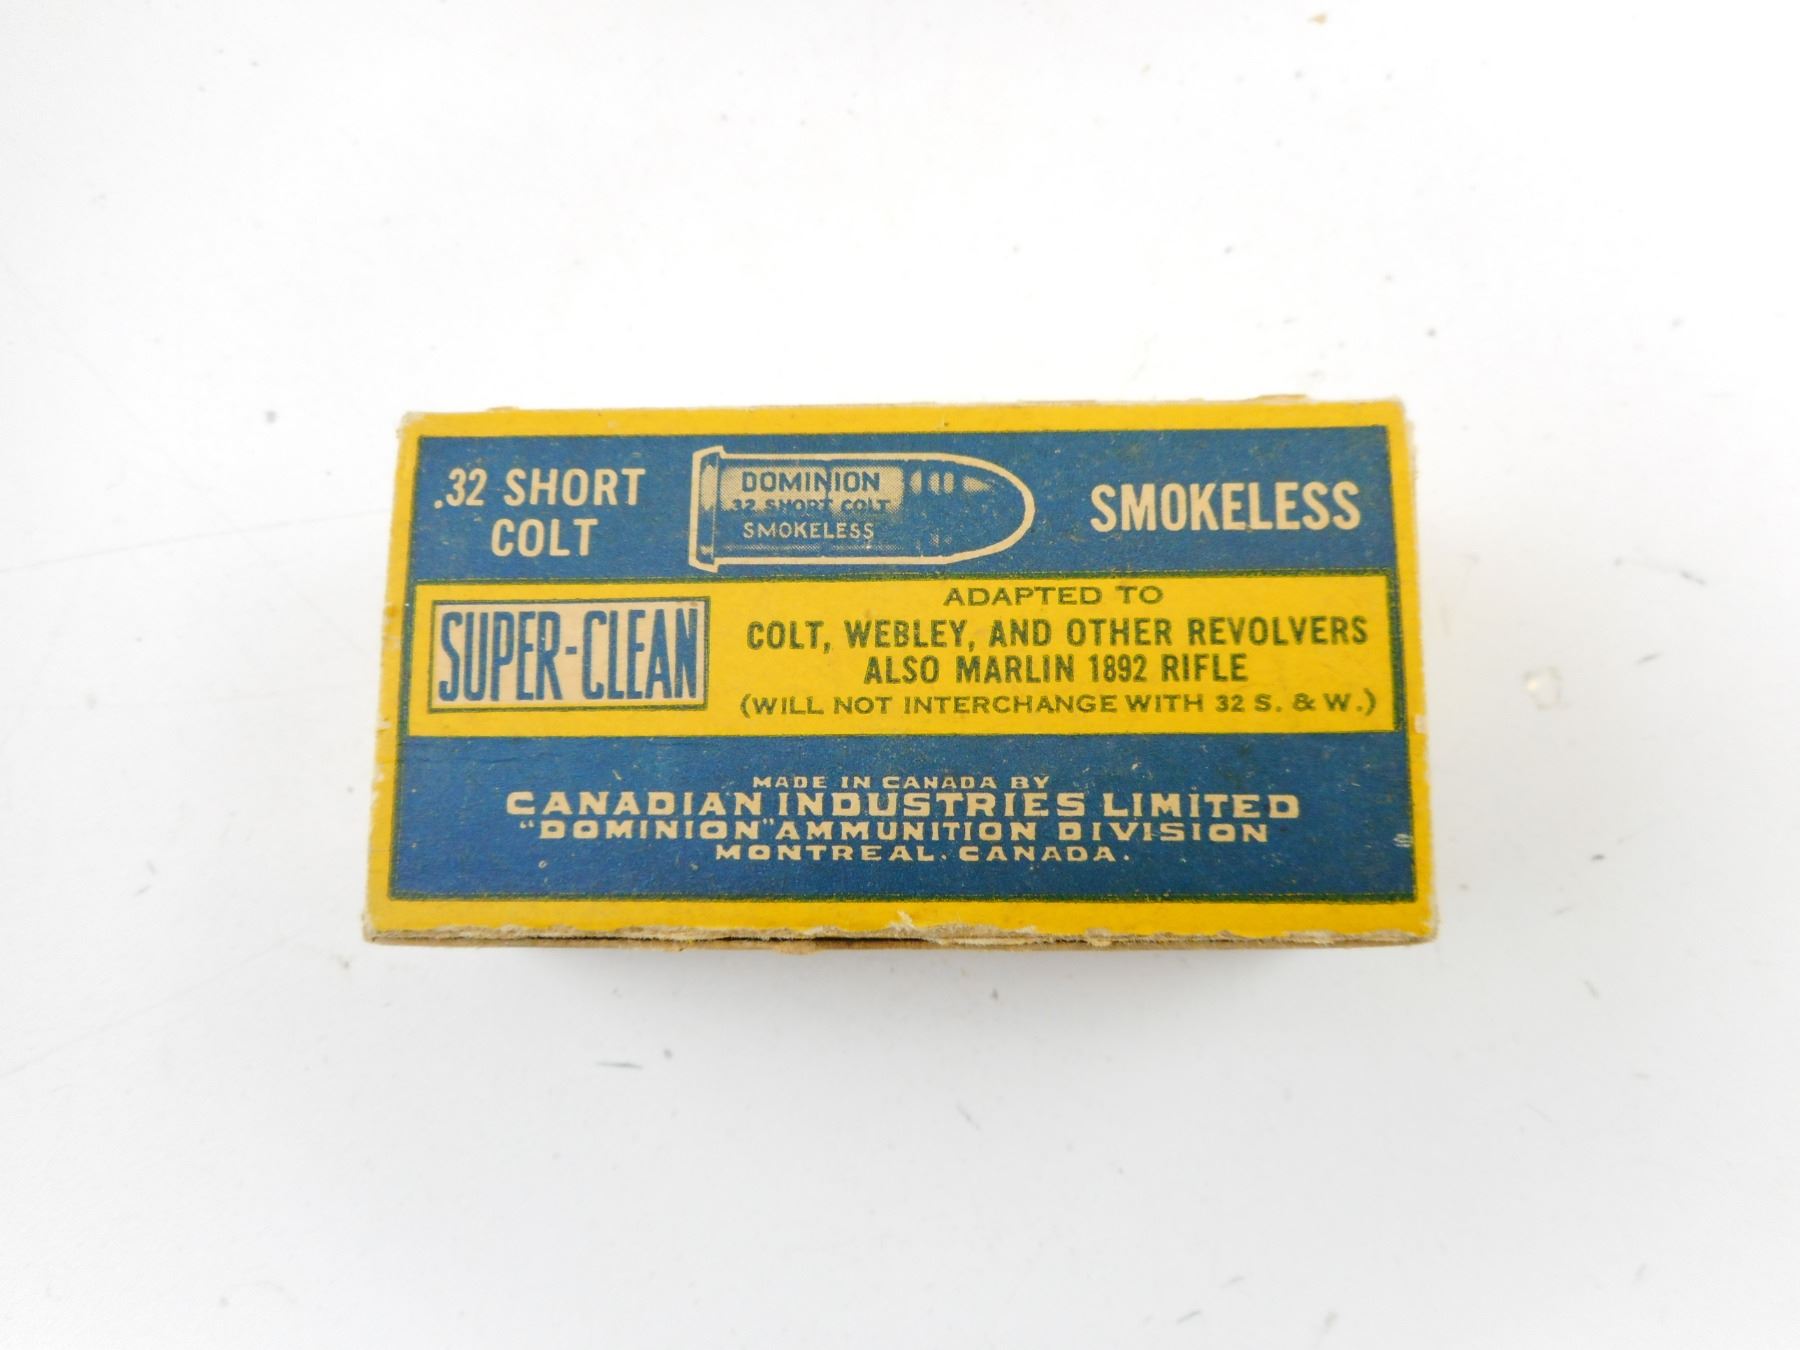 .32 SHORT
COLT
DOMINION
32 SHORT COLT
SMOKELESS
SMOKELESS
SUPER-CLEAN
ADAPTED TO
COLT, WEBLEY, AND OTHER REVOLVERS
ALSO MARLIN 1892 RIFLE
(WILL NOT INTERCHANGE WITH 32 S. & W.)
MADE IN CANADA BY
CANADIAN INDUSTRIES LIMITED
"DOMINION" AMMUNITION DIVISION
MONTREAL. CANADA.